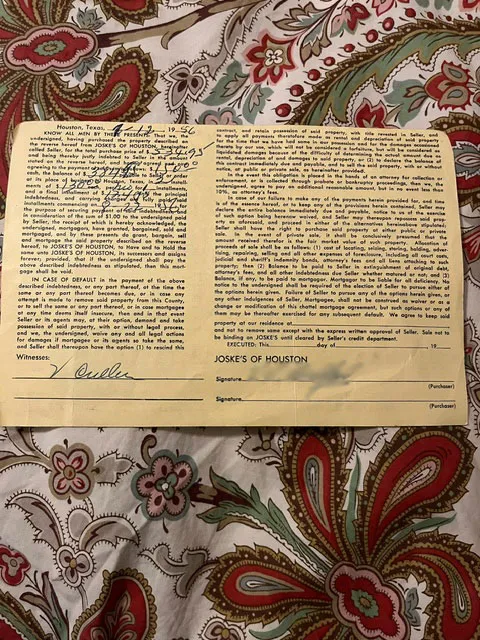 Houston, Texas, 19 56
KNOW ALL MEN BY THESE PRESENTS: That we, the
undersigned, having purchased the property described
the reverse hereof from JOSKE'S OF HOUSTON, hereinafter
called Seller, for the total purchase price of $
and being thereby justly indebted to Seller in the amount
stated on the reverse hereof, and
agreeing to pay
cash, the balance of $ to
or its place of business in Houston, Texas, in
ments of $ each
and a final installment of $ the principal
indebtedness, and carrying charges installments
the purpose of securing payment of said indebtedness, and
in consideration of the sum of $1.00 to the undersigned paid
by Seller, the receipt of which is hereby acknowledged, the
undersigned, mortgagors, have granted, bargained, sold and
mortgaged, and by these presents do grant, bargain, sell
and mortgage the said property described on the reverse
hereof, to JOSKE'S OF HOUSTON, to Have and to Hold the
same unto JOSKE'S OF HOUSTON, its successors and assigns
forever; provided, that if the undersigned shall pay the
above described indebtedness as stipulated, then this mort
gage shall be void.
IN CASE OF DEFAULT in the payment of the above
described indebtedness, or any part thereof, at the time the
same or any part thereof becomes due, or in case any
attempt is made to remove said property from this County,
or to sell the same or any part thereof, or in case mortgagee
at any time deems itself insecure, then and in that event
Seller or its agents may, at their option, demand and take
possession of said property, with or without legal process,
and we, the undersigned, waive any and all legal actions
for damages if mortgagee or its agents so take the same,
and Seller shall thereupon have the option (1) to rescind this
Witnesses:
V Cuellar
contract, and retain possession of said property, with title revested in Seller, and
to apply all payments theretofore made as rental and depreciation of said property
for the time that we have had same in our possession and for the damages occasioned
thereby by our use, which will not be considered a forfeiture, but will be considered as
liquidated damages because of the difficulty of determining the actual amount due for
rental, depreciation of and damages to said property, or (2) to declare the balance of
this contract immediately due and payable, and to sell the said property, with or without
notice, at public or private sale, as hereinafter provided.
In the event this obligation is placed in the hands of an attorney for collection or
enforcement, or collected through probate or bankruptcy proceedings, then we, the
undersigned, agree to pay an additional reasonable amount, but in no event less than
10%, as attorney's fees.
In case of our failure to make any of the payments herein provided for, and time
is of the essence hereof, or to keep any of the provisions herein contained, Seller may
declare the entire sum immediately due and payable, notice to us of the exercise
of such option being hereover waived, and Seller may thereupon repossess said prop-
erty as aforesaid, and proceed in either of the two alternatives hereinabove stipulated;
Seller shall have the right to purchase said property at either public or private
sale. In the event of private sale, it shall be conclusively presumed that the
amount received therefor is the fair market value of such property. Allocation of
proceeds of sale shall be as follows: (1) cost of locating, seizing, storing, holding, adver-
tising, repairing, selling and all other expenses of foreclosure, including all court costs,
judicial and sheriff's indemnity bonds, attorney's fees and all liens attaching to such
property; then (2) Balance to be paid to Seller in extinguishment of original debt,
attorney's fees, and all other indebtedness due Seller whether matured or not; and (3)
Balance, if any, to be paid to mortgagor, Mortgagor to be liable for all deficiency. No
notice to the undersigned shall be required of the election of Seller to pursue either of
the options herein given. Failure of Seller to pursue any of the options herein given, or
any other indulgences of Seller, Mortgagee, shall not be construed as waiver or as a
change or modification of this chattel mortgage agreement, but such options or any of
them may be thereafter exercised for any subsequent default. We agree to keep said
property at our residence at
and not to remove same except with the express written approval of Seller. Sale not to
be binding on JOSKE'S until cleared by Seller's credit department.
EXECUTED: This day of , 19
JOSKE'S OF HOUSTON
Signature
(Purchaser)
Signature
(Purchaser)